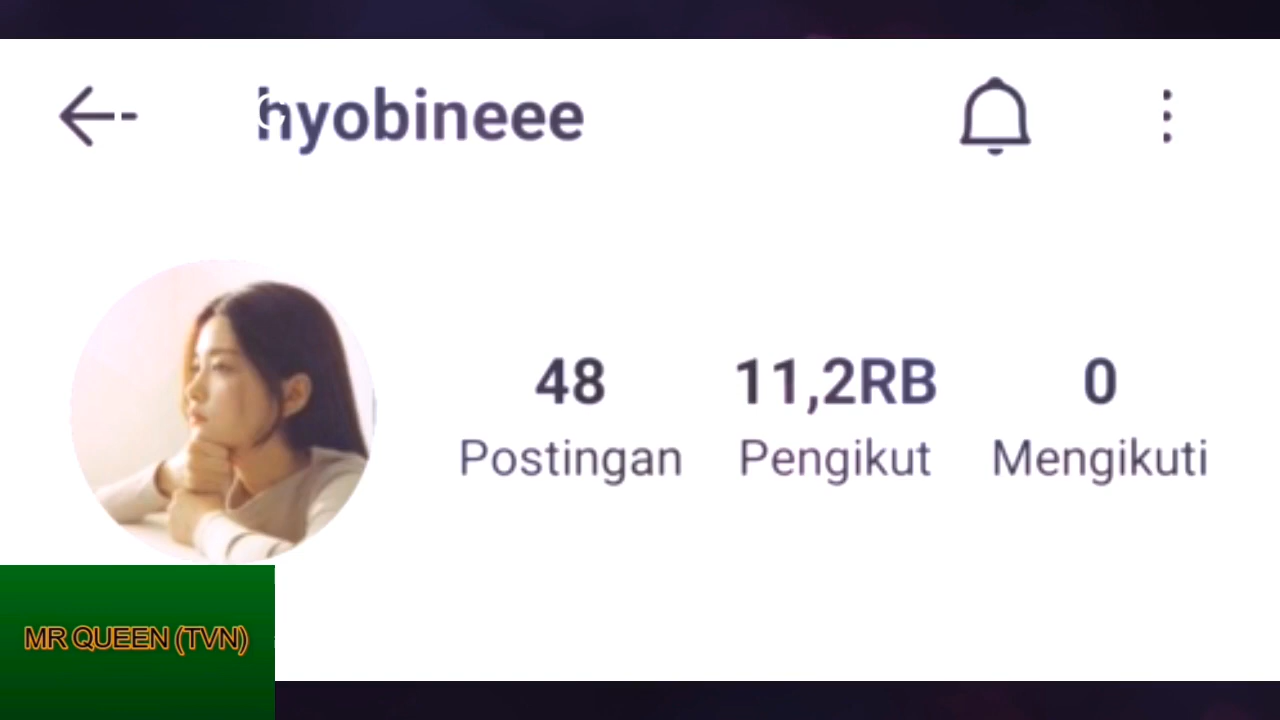 hyobineee
48 11,2RB 0
Postingan Pengikut Mengikuti
MR QUEEN (TVN)